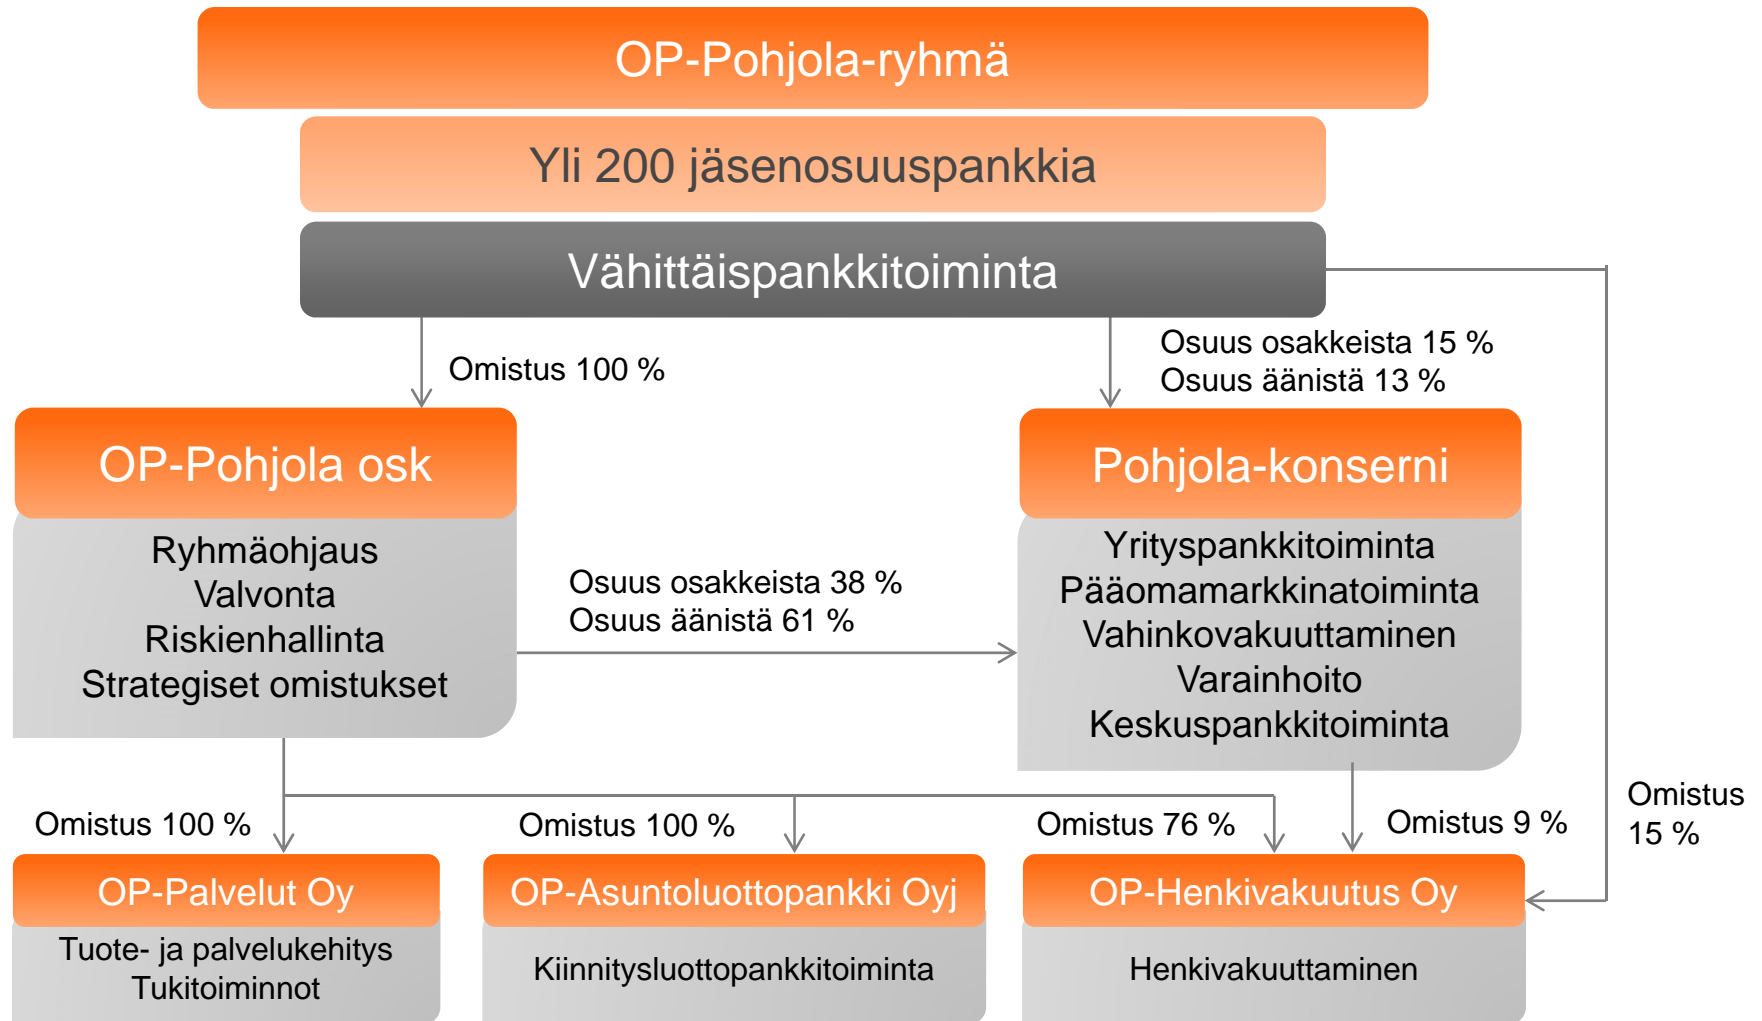 OP-Pohjola-ryhmä
Yli 200 jäsenosuuspankkia
Vähittäispankkitoiminta
Omistus 100 %
Osuus osakkeista 15 %
Osuus äänistä 13 %
OP-Pohjola osk
Ryhmäohjaus
Valvonta
Riskienhallinta
Strategiset omistukset
Osuus osakkeista 38 %
Osuus äänistä 61 %
Pohjola-konserni
Yrityspankkitoiminta
Pääomamarkkinatoiminta
Vahinkovakuuttaminen
Varainhoito
Keskuspankkitoiminta
Omistus 100 %
Omistus 100 %
Omistus 76 %
Omistus 9 %
Omistus
15 %
OP-Palvelut Oy
Tuote- ja palvelukehitys
Tukitoiminnot
OP-Asuntoluottopankki Oyj
Kiinnitysluottopankkitoiminta
OP-Henkivakuutus Oy
Henkivakuuttaminen